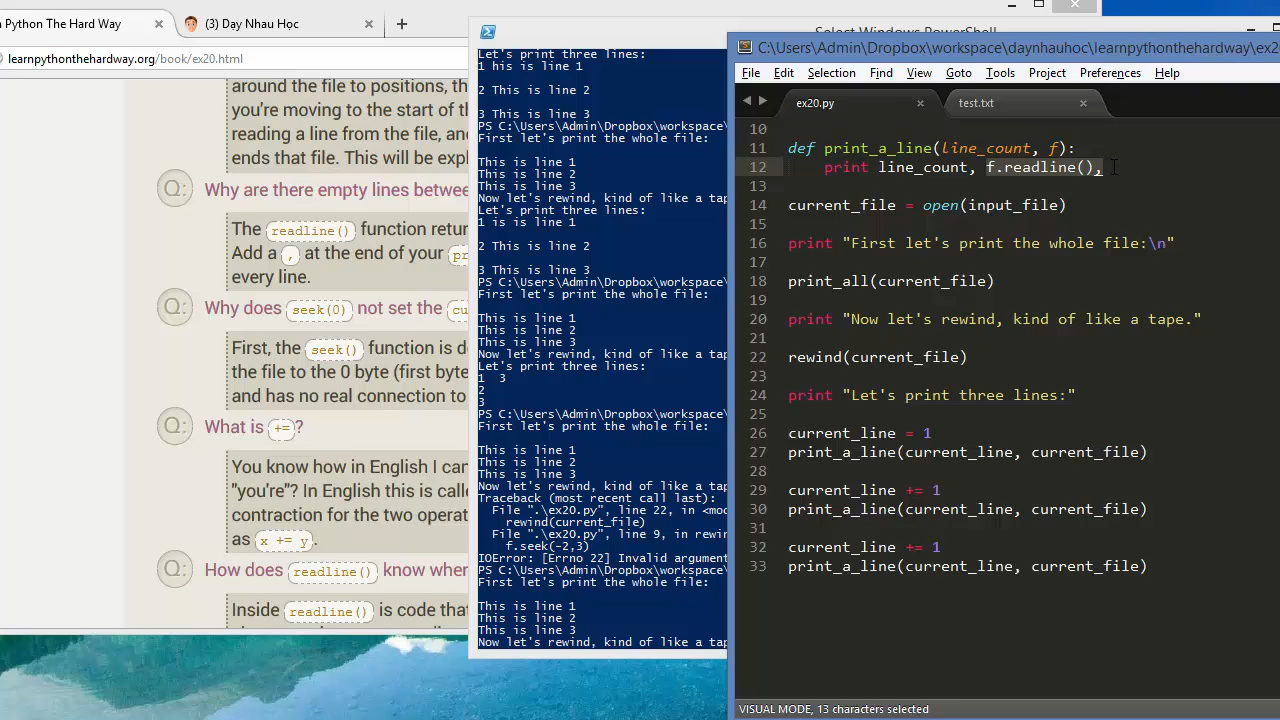 n Python The Hard Way
(3) Dạy Nhau Học
learnpythonthehardway.org/book/ex20.html
around the file to positions, th
you're moving to the start of th
reading a line from the file, an
ends that file. This will be expl
Q: Why are there empty lines betwee
The readline() function retur
Add a , at the end of your pr
every line.
Q: Why does seek(0) not set the cu
First, the seek() function is de
the file to the 0 byte (first byte
and has no real connection to
Q: What is += ?
You know how in English I can
"you're"? In English this is calle
contraction for the two operat
as x += y .
Q: How does readline() know wher
Inside readline() is code that
Select Windows PowerShell
Let's print three lines:
1 his is line 1
2 This is line 2
3 This is line 3
PS C:\Users\Admin\Dropbox\workspace\
First let's print the whole file:
This is line 1
This is line 2
This is line 3
Now let's rewind, kind of like a tap
Let's print three lines:
1 is is line 1
2 This is line 2
3 This is line 3
PS C:\Users\Admin\Dropbox\workspace\
First let's print the whole file:
This is line 1
This is line 2
This is line 3
Now let's rewind, kind of like a tap
Let's print three lines:
1  3
2
3
PS C:\Users\Admin\Dropbox\workspace\
First let's print the whole file:
This is line 1
This is line 2
This is line 3
Now let's rewind, kind of like a tap
Traceback (most recent call last):
File ".\ex20.py", line 22, in <mod
rewind(current_file)
File ".\ex20.py", line 9, in rewin
f.seek(-2,3)
IOError: [Errno 22] Invalid argument
PS C:\Users\Admin\Dropbox\workspace\
First let's print the whole file:
This is line 1
This is line 2
This is line 3
Now let's rewind, kind of like a tap
C:\Users\Admin\Dropbox\workspace\daynhauhoc\learnpythonthehardway\ex20
File Edit Selection Find View Goto Tools Project Preferences Help
ex20.py
test.txt
10
11 def print_a_line(line_count, f):
12 print line_count, f.readline(),
13
14 current_file = open(input_file)
15
16 print "First let's print the whole file:\n"
17
18 print_all(current_file)
19
20 print "Now let's rewind, kind of like a tape."
21
22 rewind(current_file)
23
24 print "Let's print three lines:"
25
26 current_line = 1
27 print_a_line(current_line, current_file)
28
29 current_line += 1
30 print_a_line(current_line, current_file)
31
32 current_line += 1
33 print_a_line(current_line, current_file)
VISUAL MODE, 13 characters selected